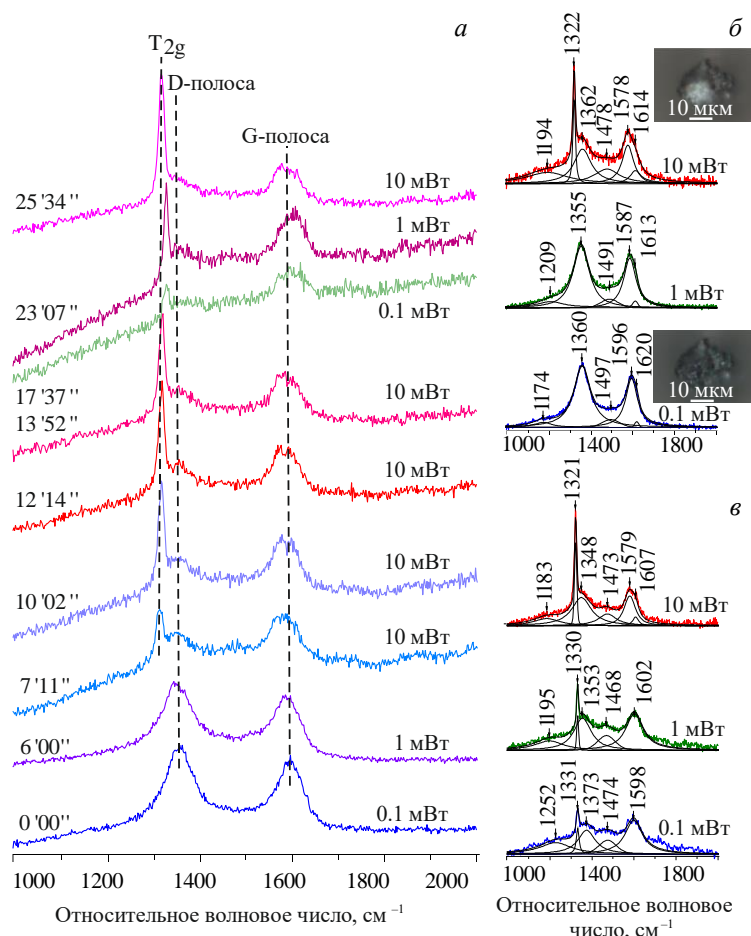 а
T2g
D-полоса
G-полоса
25'34''
10 мВт
1 мВт
23'07''
0.1 мВт
17'37''
10 мВт
13'52''
12'14''
10 мВт
10'02''
10 мВт
7'11''
10 мВт
6'00''
1 мВт
0'00''
0.1 мВт
1000 1200 1400 1600 1800 2000
Относительное волновое число, см –1
б
1194
1322
1362
1478
1578
1614
10 мкм
10 мВт
1209
1355
1491
1587
1613
1 мВт
1174
1360
1497
1596
1620
10 мкм
0.1 мВт
1000 1400 1800
в
1183
1321
1348
1473
1579
1607
10 мВт
1195
1330
1353
1468
1602
1 мВт
1252
1331
1373
1474
1598
0.1 мВт
1000 1400 1800
Относительное волновое
число, см –1